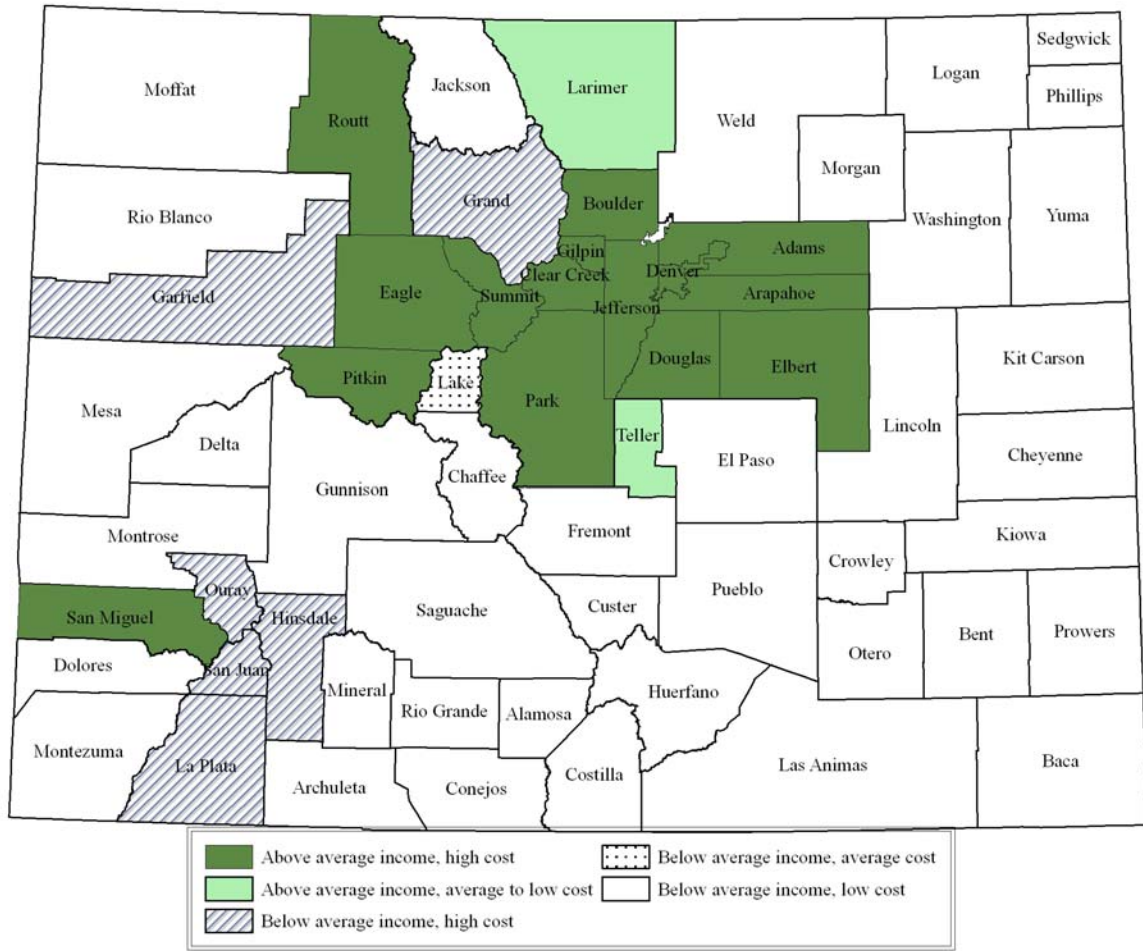 Sedgwick
Logan
Moffat
Jackson
Larimer
Phillips
Weld
Routt
Morgan
Grand
Boulder
Rio Blanco
Washington
Yuma
Gilpin
Adams
Clear Creek
Denver
Eagle
Summit
Arapahoe
Garfield
Jefferson
Kit Carson
Douglas
Elbert
Pitkin
Lake
Park
Mesa
Lincoln
Teller
El Paso
Cheyenne
Delta
Chaffee
Gunnison
Fremont
Kiowa
Montrose
Crowley
Ouray
Pueblo
San Miguel
Hinsdale
Saguache
Custer
Bent
Prowers
Otero
Dolores
San Juan
Mineral
Huerfano
Rio Grande
Alamosa
Montezuma
La Plata
Las Animas
Baca
Costilla
Archuleta
Conejos
Above average income, high cost
Below average income, average cost
Above average income, average to low cost
Below average income, low cost
Below average income, high cost